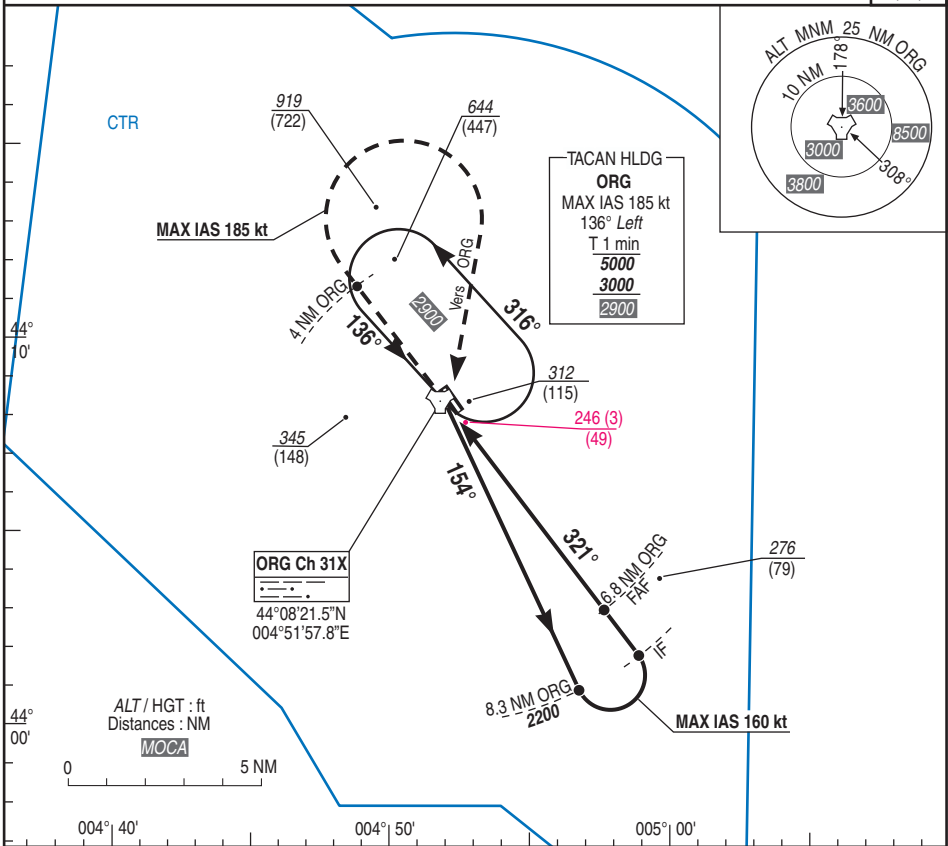 ALT MNM 25 NM ORG
178°
10 NM
3600
8500
3000
308°
3800
CTR
919
(722)
644
(447)
TACAN HLDG
ORG
MAX IAS 185 kt
136° Left
T 1 min
5000
3000
2900
MAX IAS 185 kt
Vers ORG
4 NM ORG
2900
316°
136°
44°
10'
312
(115)
246 (3)
(49)
345
(148)
154°
321°
6.8 NM ORG
FAF
276
(79)
ORG Ch 31X
44°08'21.5"N
004°51'57.8"E
IF
8.3 NM ORG
2200
MAX IAS 160 kt
ALT / HGT : ft
Distances : NM
MOCA
44°
00'
0
5 NM
004° 40'
004° 50'
005° 00'